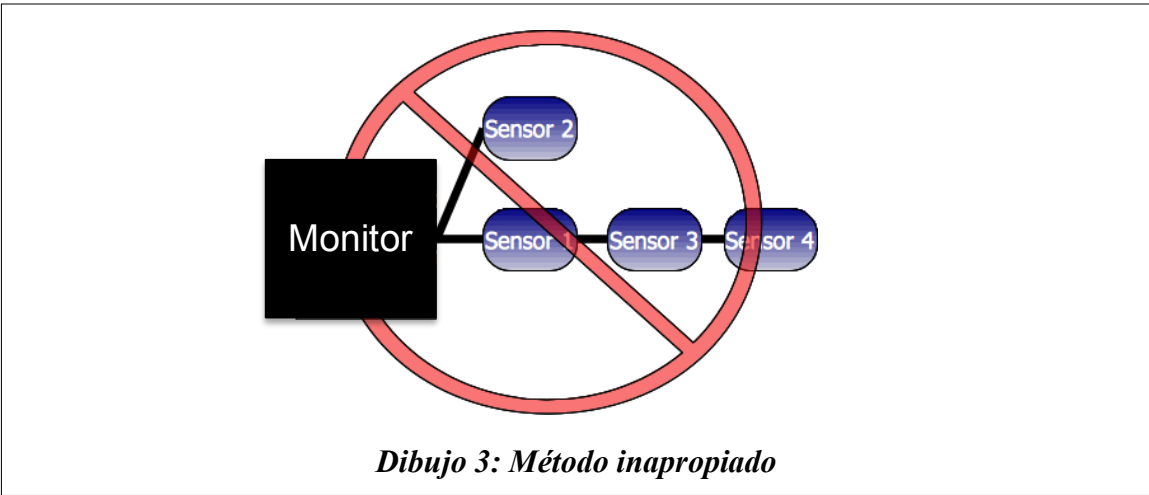 Sensor 2
Monitor
Sensor 1
Sensor 3
Sensor 4
Dibujo 3: Método inapropiado